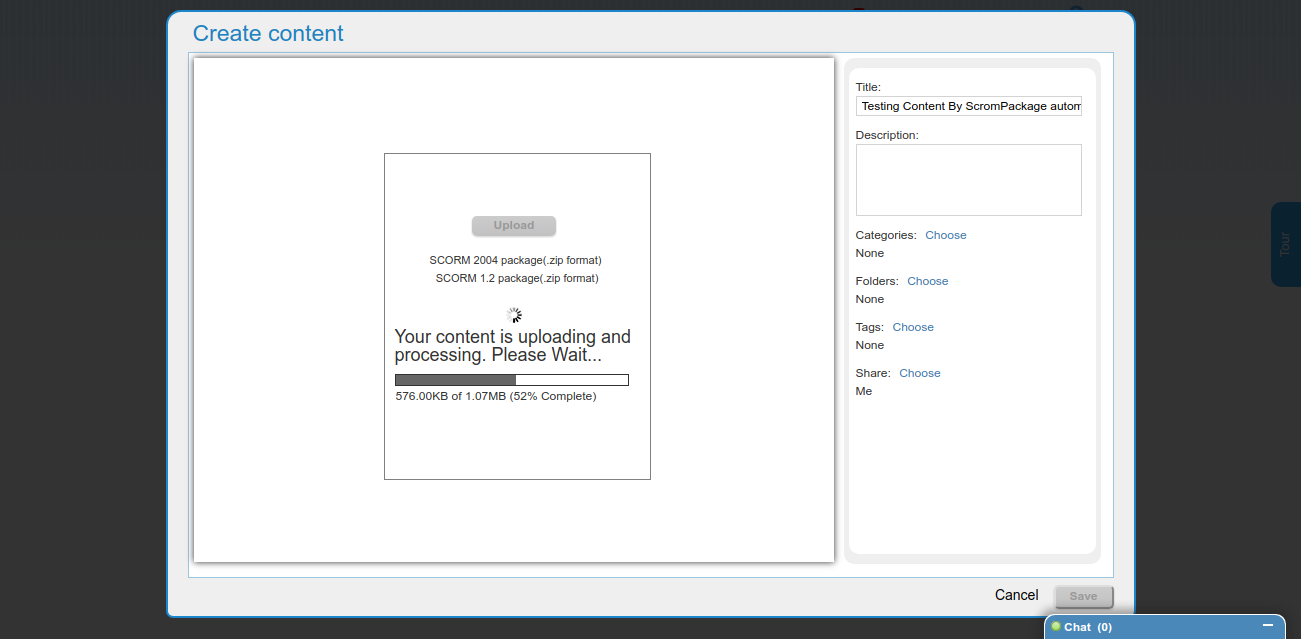 Create content
Upload
SCORM 2004 package(.zip format)
SCORM 1.2 package(.zip format)
Your content is uploading and
processing. Please Wait...
576.00KB of 1.07MB (52% Complete)
Title:
Testing Content By ScromPackage autom
Description:
Categories: Choose
None
Folders: Choose
None
Tags: Choose
None
Share: Choose
Me
Tour
Cancel Save
Chat (0)